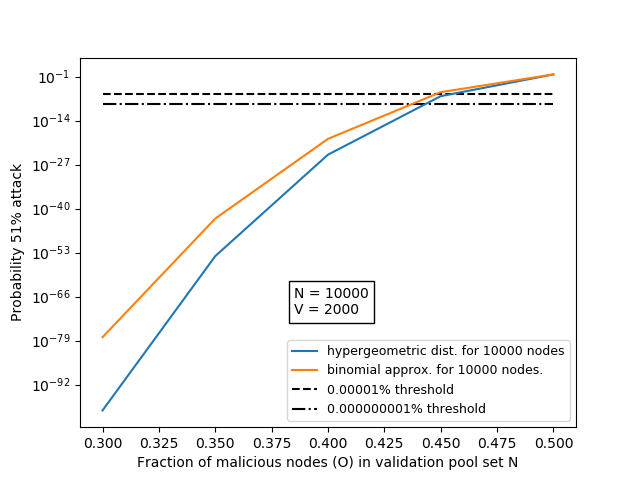 10⁻¹
10⁻¹⁴
10⁻²⁷
10⁻⁴⁰
10⁻⁵³
10⁻⁶⁶
10⁻⁷⁹
10⁻⁹²
Probability 51% attack
N = 10000
V = 2000
hypergeometric dist. for 10000 nodes
binomial approx. for 10000 nodes.
0.00001% threshold
0.000000001% threshold
0.300 0.325 0.350 0.375 0.400 0.425 0.450 0.475 0.500
Fraction of malicious nodes (O) in validation pool set N